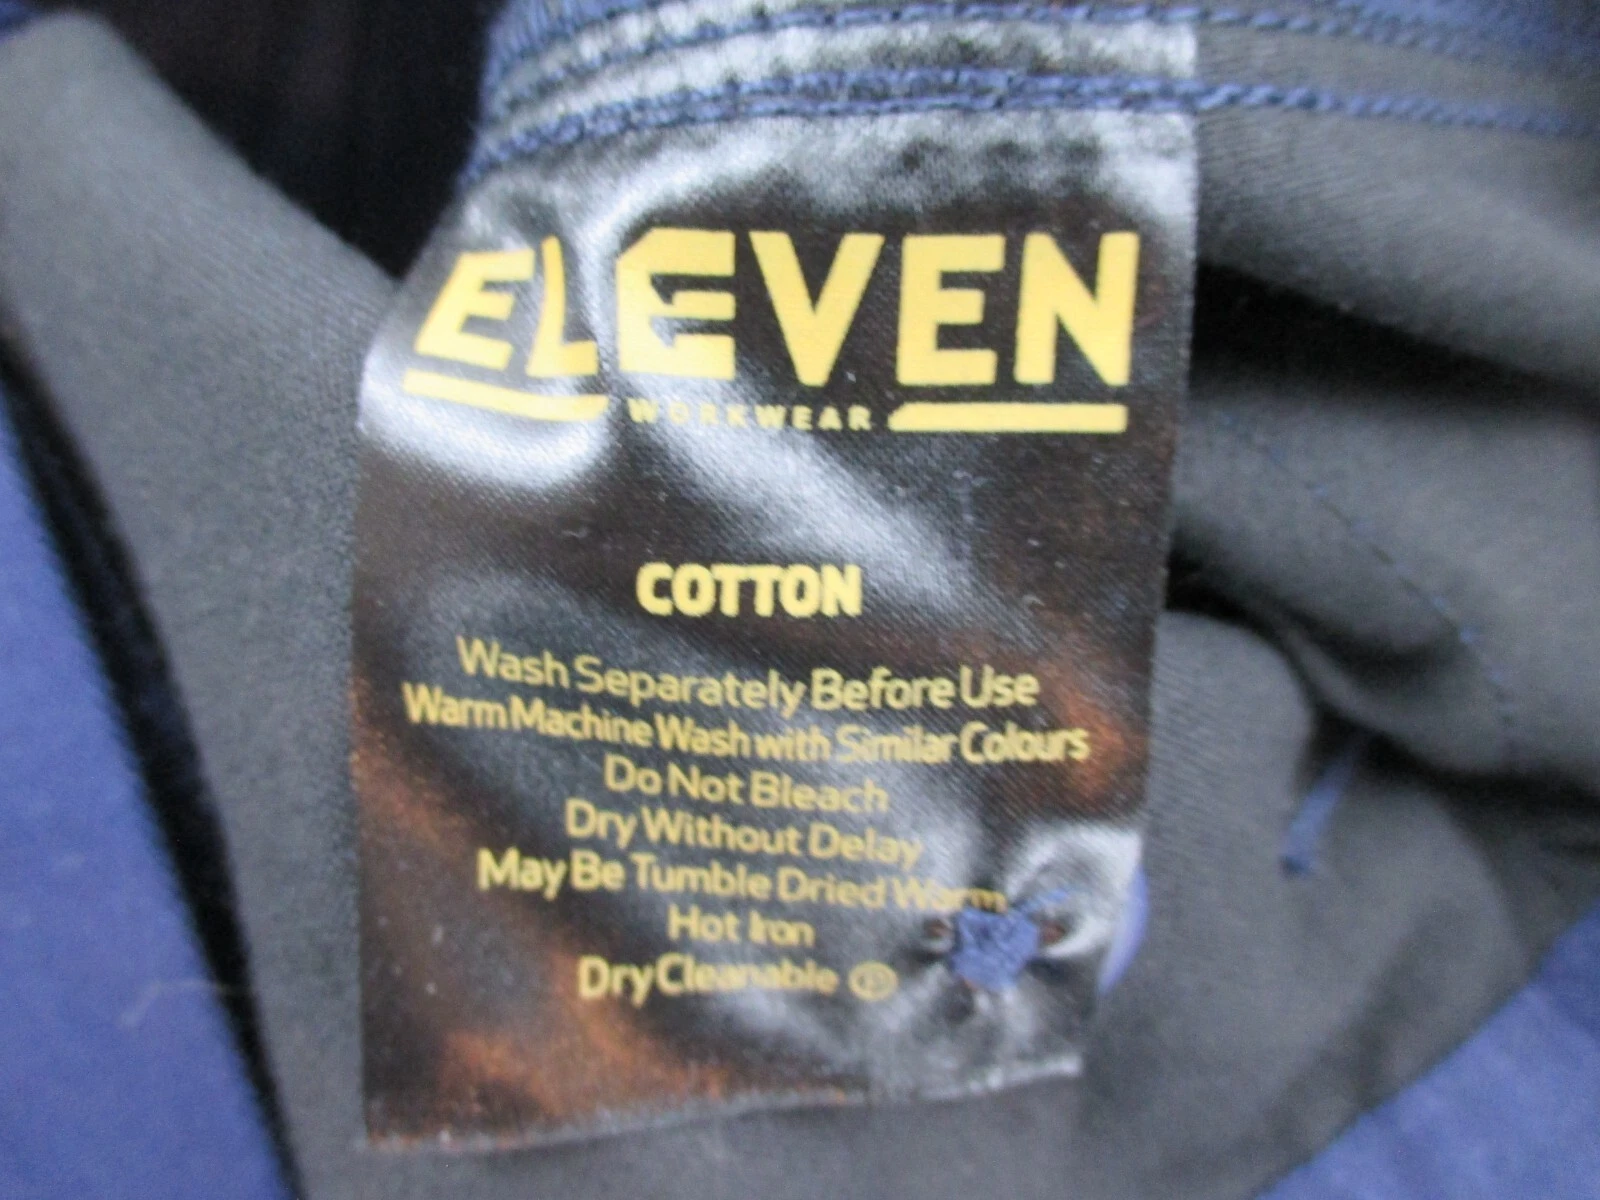 ELEVEN
WORKWEAR
COTTON
Wash Separately Before Use
Warm Machine Wash with Similar Colours
Do Not Bleach
Dry Without Delay
May Be Tumble Dried Warm
Hot Iron
Dry Cleanable Ⓟ